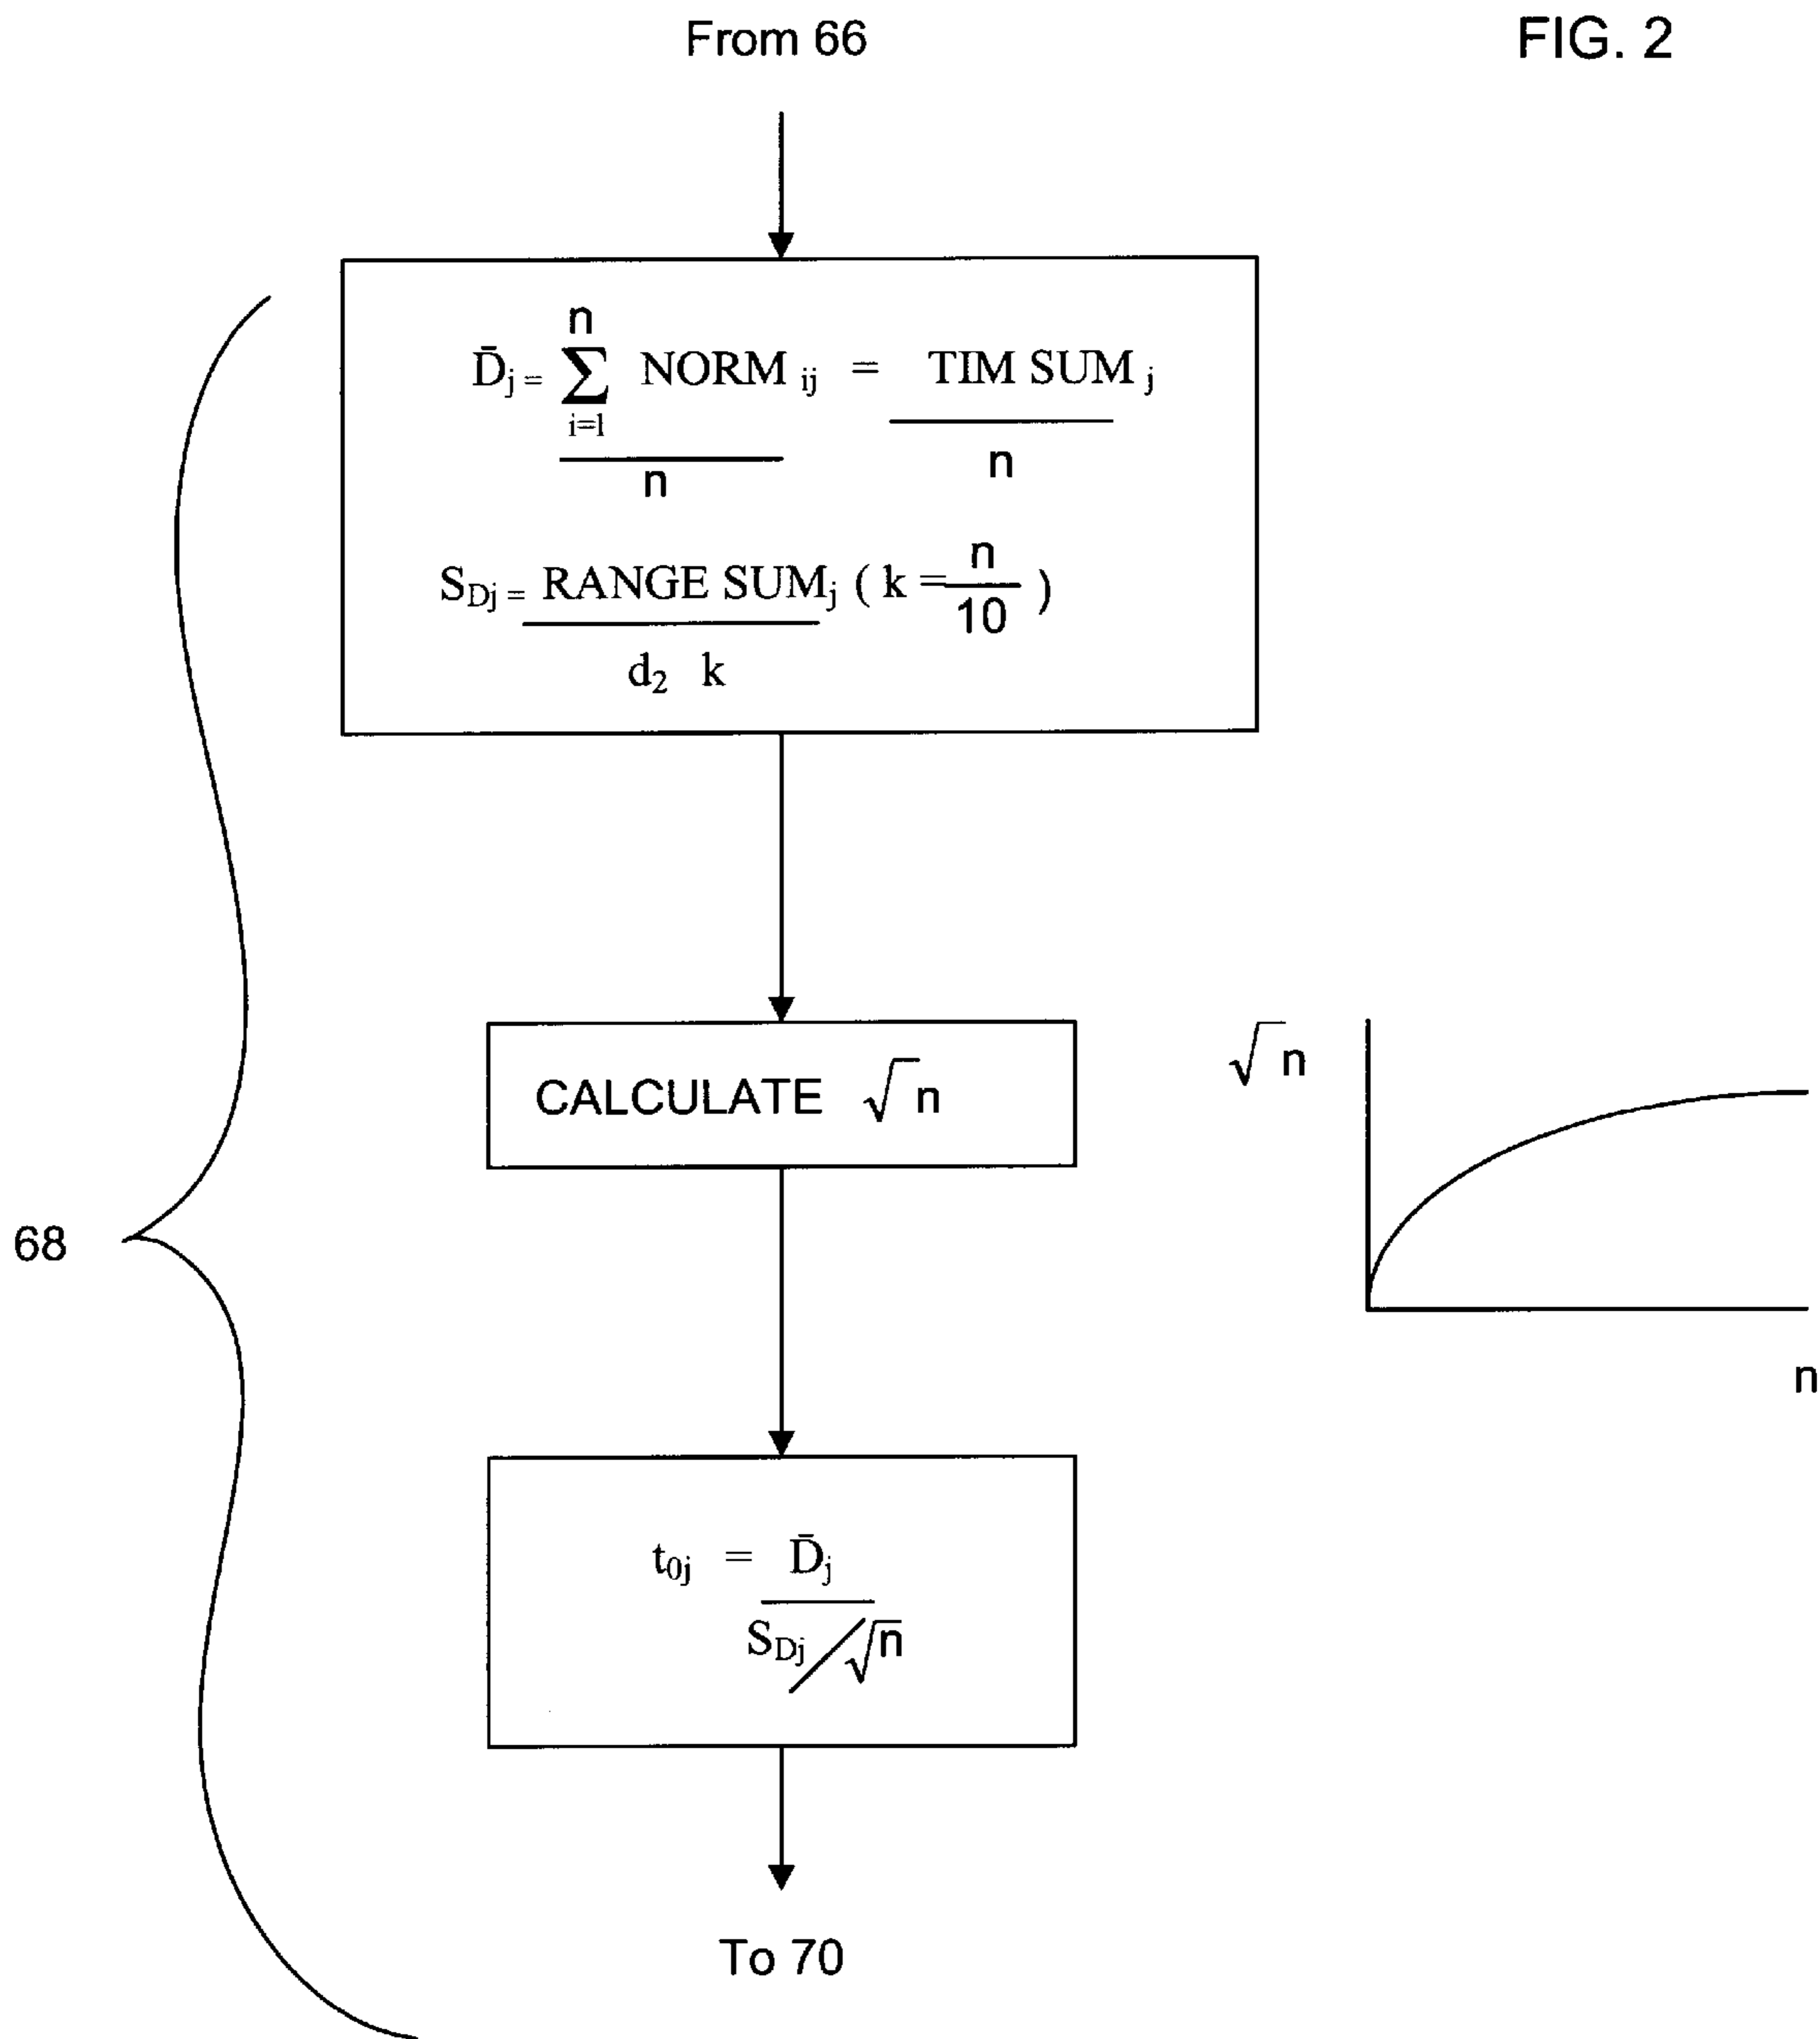 From 66
FIG. 2
D̄j = n ∑ i=1 NORM ij / n = TIM SUM j / n
SDj = RANGE SUMj / d2 k ( k = n / 10 )
CALCULATE √n
√n
n
68
t0j = D̄j / SDj / √n
To 70